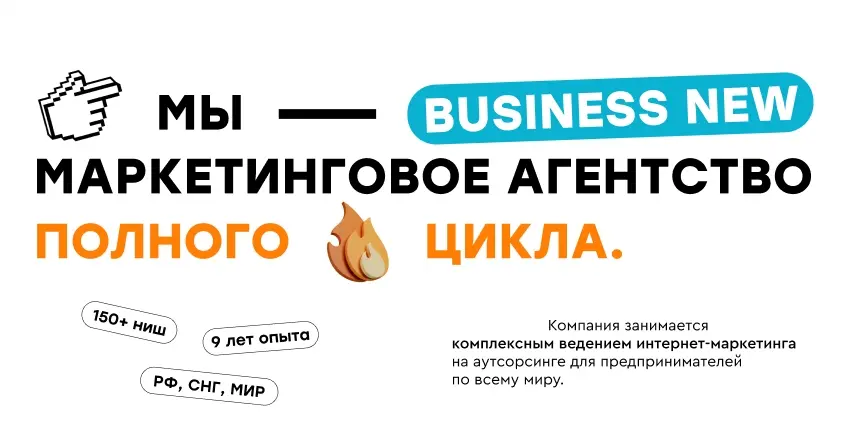 МЫ — BUSINESS NEW
МАРКЕТИНГОВОЕ АГЕНТСТВО
ПОЛНОГО ЦИКЛА.
150+ ниш
9 лет опыта
РФ, СНГ, МИР
Компания занимается
комплексным ведением интернет-маркетинга
на аутсорсинге для предпринимателей
по всему миру.